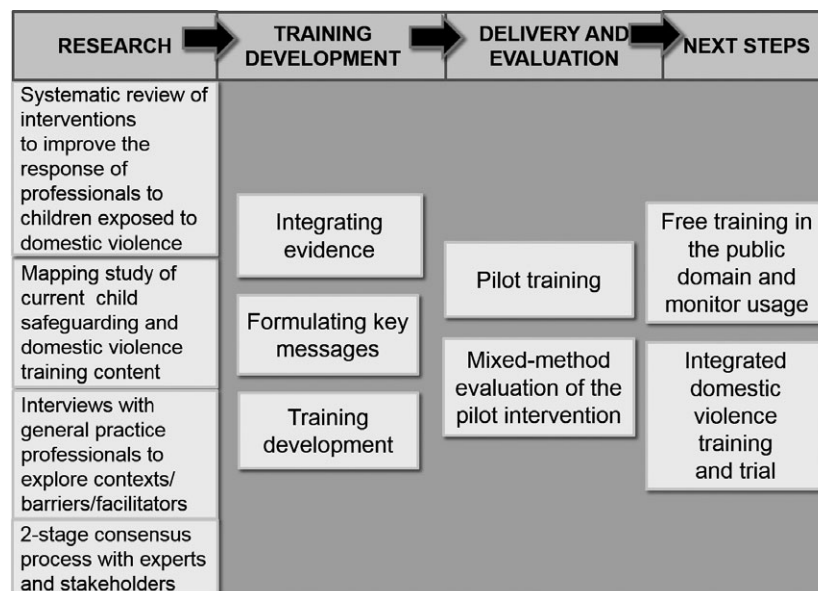 RESEARCH
TRAINING
DEVELOPMENT
DELIVERY AND
EVALUATION
NEXT STEPS
Systematic review of
interventions
to improve the
response of
professionals to
children exposed to
domestic violence
Mapping study of
current child
safeguarding and
domestic violence
training content
Interviews with
general practice
professionals to
explore contexts/
barriers/facilitators
2-stage consensus
process with experts
and stakeholders
Integrating
evidence
Formulating key
messages
Training
development
Pilot training
Mixed-method
evaluation of the
pilot intervention
Free training in
the public
domain and
monitor usage
Integrated
domestic
violence
training
and trial